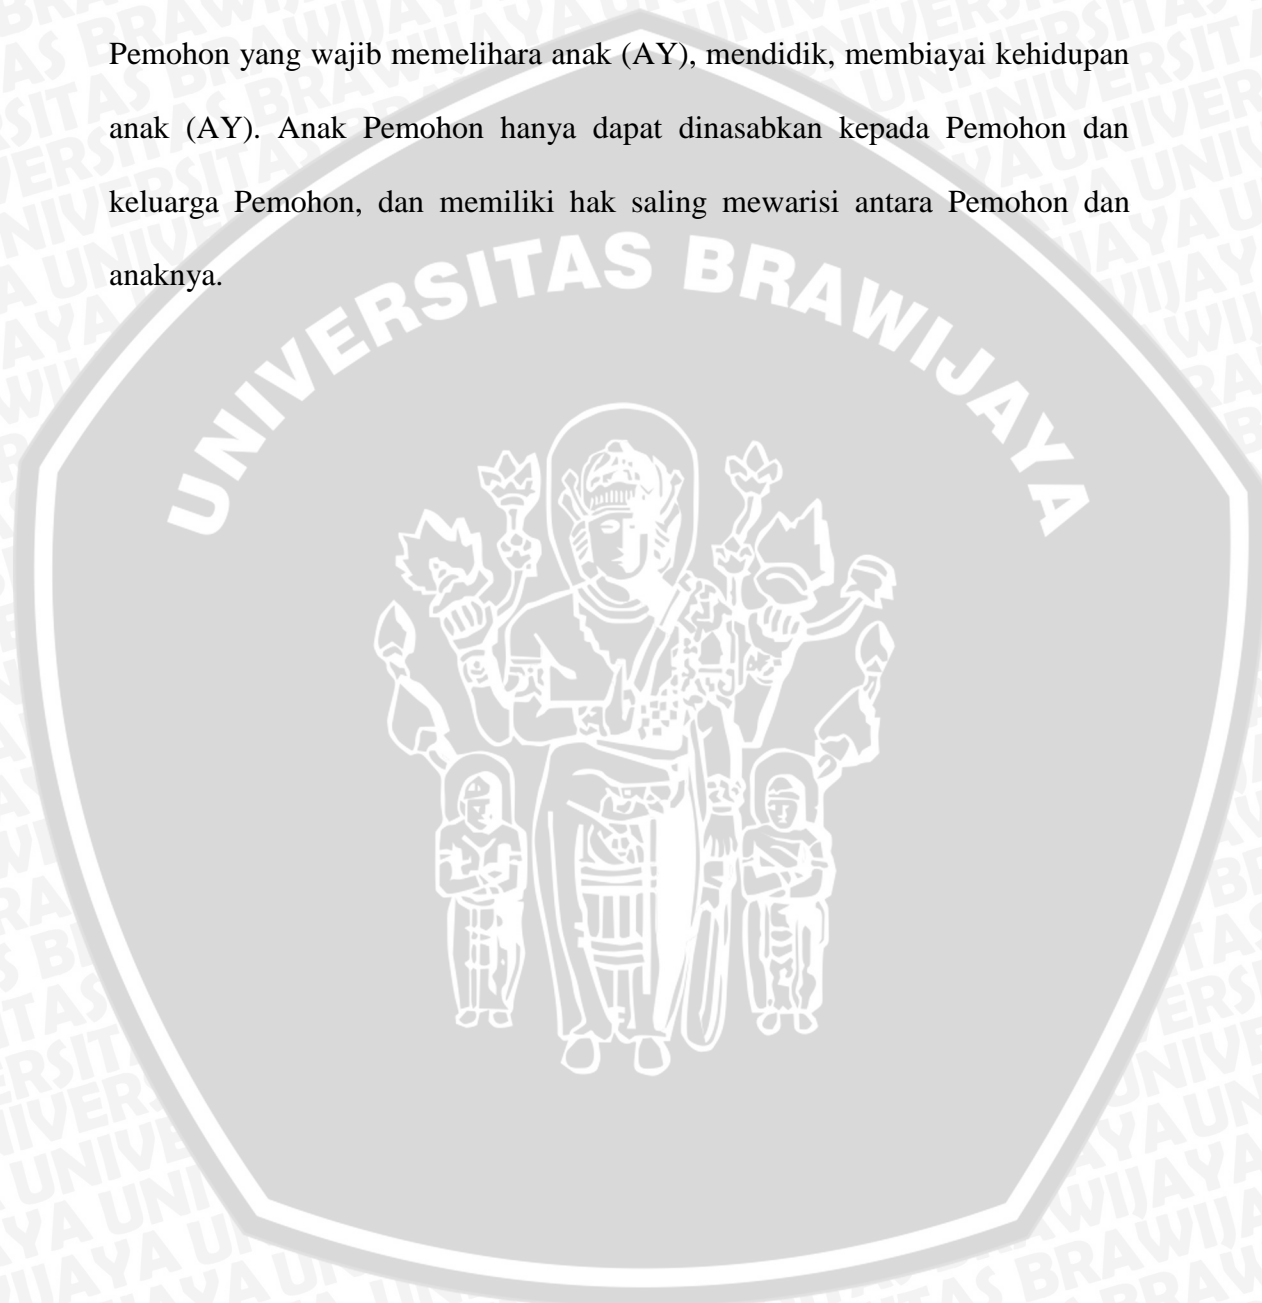 Pemohon yang wajib memelihara anak (AY), mendidik, membiayai kehidupan
anak (AY). Anak Pemohon hanya dapat dinasabkan kepada Pemohon dan
keluarga Pemohon, dan memiliki hak saling mewarisi antara Pemohon dan
anaknya.
UNIVERSITAS BRAWIJAYA